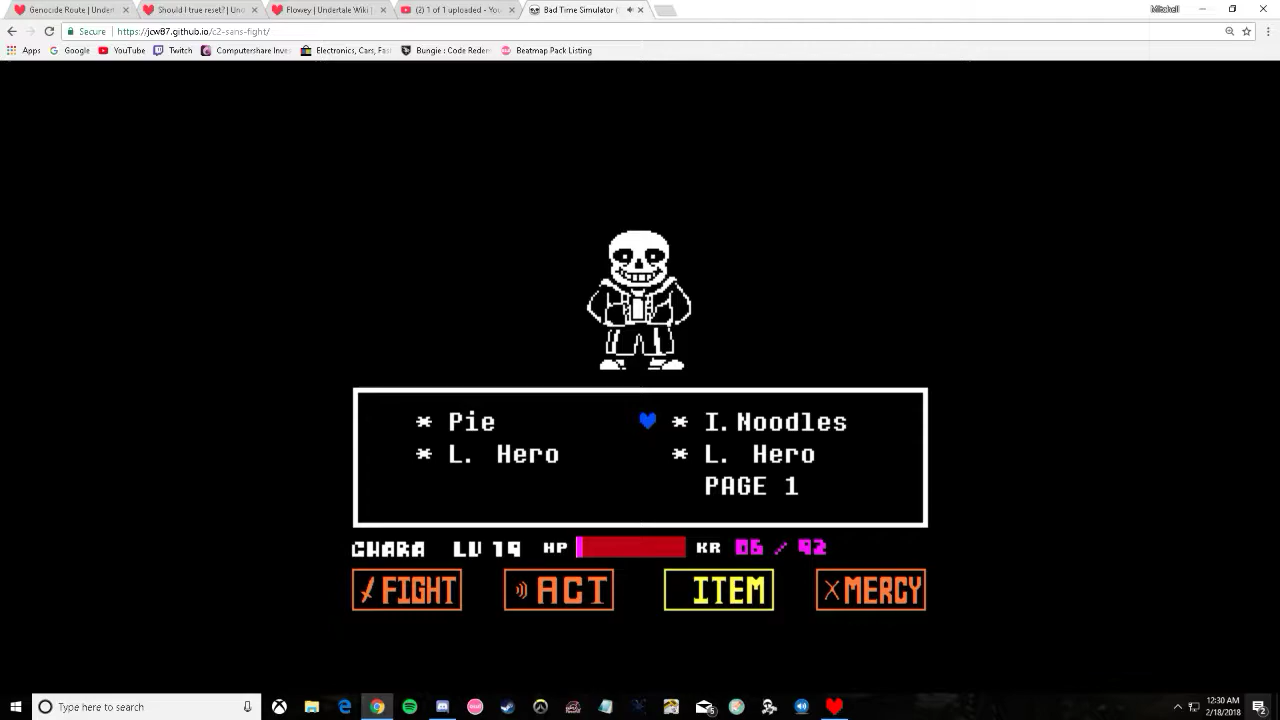 Genocide Route | Undert
Should I true reset? | Und
Flowey | Undertale Wiki |
(2) 1 of 1 uploaded - You
Bad Time Simulator (
Mitchell
Secure
https://jcw87.github.io/c2-sans-fight/
Apps
Google
YouTube
Twitch
Computershare Inve
Electronics, Cars, Fash
Bungie : Code Redem
Beatmap Pack Listing
* Pie
* I.Noodles
* L. Hero
* L. Hero
PAGE 1
CHARA LV 19 HP KR 06 / 92
FIGHT
ACT
ITEM
MERCY
Type here to search
12:30 AM
2/18/2018